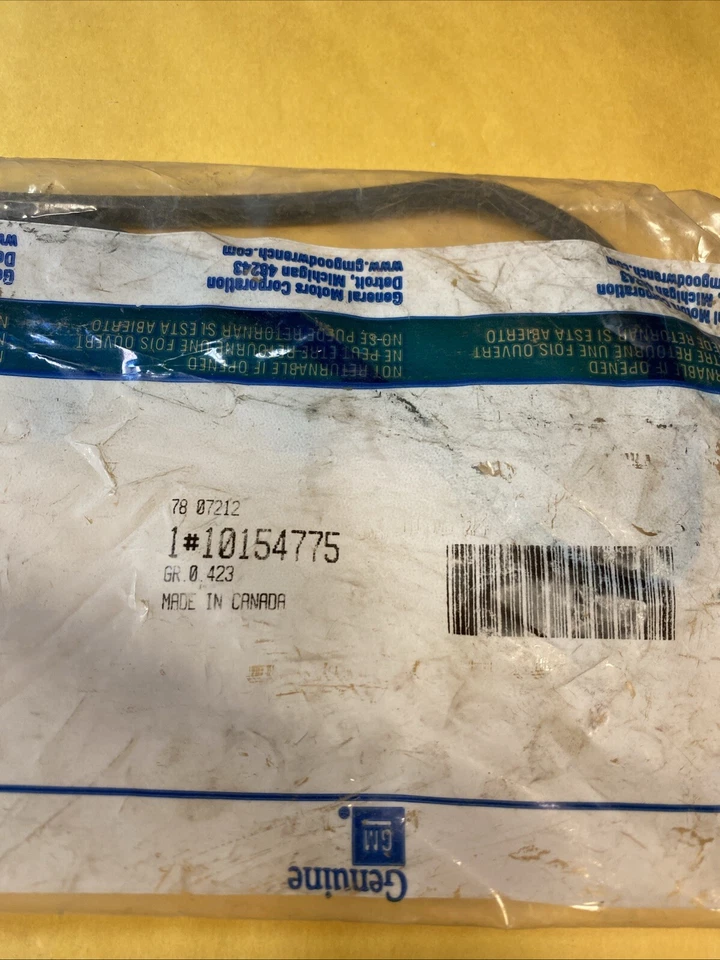 General Motors Corporation
Detroit, Michigan 48243
www.gmgoodwrench.com
NOT RETURNABLE IF OPENED
NE PEUT ETRE RETOURNE UNE FOIS OUVERT
NO SE PUEDE RETORNAR SI ESTA ABIERTO
78 07212
1#10154775
GR.0.423
MADE IN CANADA
GM
Genuine